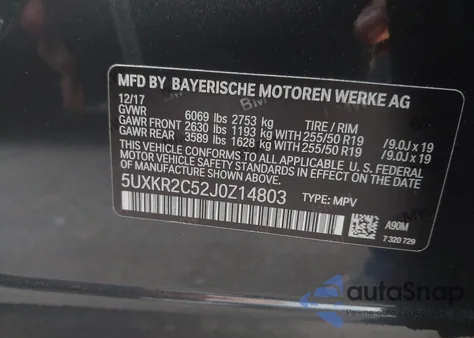 MFD BY BAYERISCHE MOTOREN WERKE AG
12/17
GVWR 6069 lbs 2753 kg TIRE / RIM
GAWR FRONT 2630 lbs 1193 kg WITH 255/50 R19 /9.0J x 19
GAWR REAR 3589 lbs 1628 kg WITH 255/50 R19 /9.0J x 19
THIS VEHICLE CONFORMS TO ALL APPLICABLE U.S. FEDERAL
MOTOR VEHICLE SAFETY STANDARDS IN EFFECT
ON THE DATE OF MANUFACTURE SHOWN ABOVE.
5UXKR2C52J0Z14803 TYPE: MPV
A90M
7 320 729
autoSnap